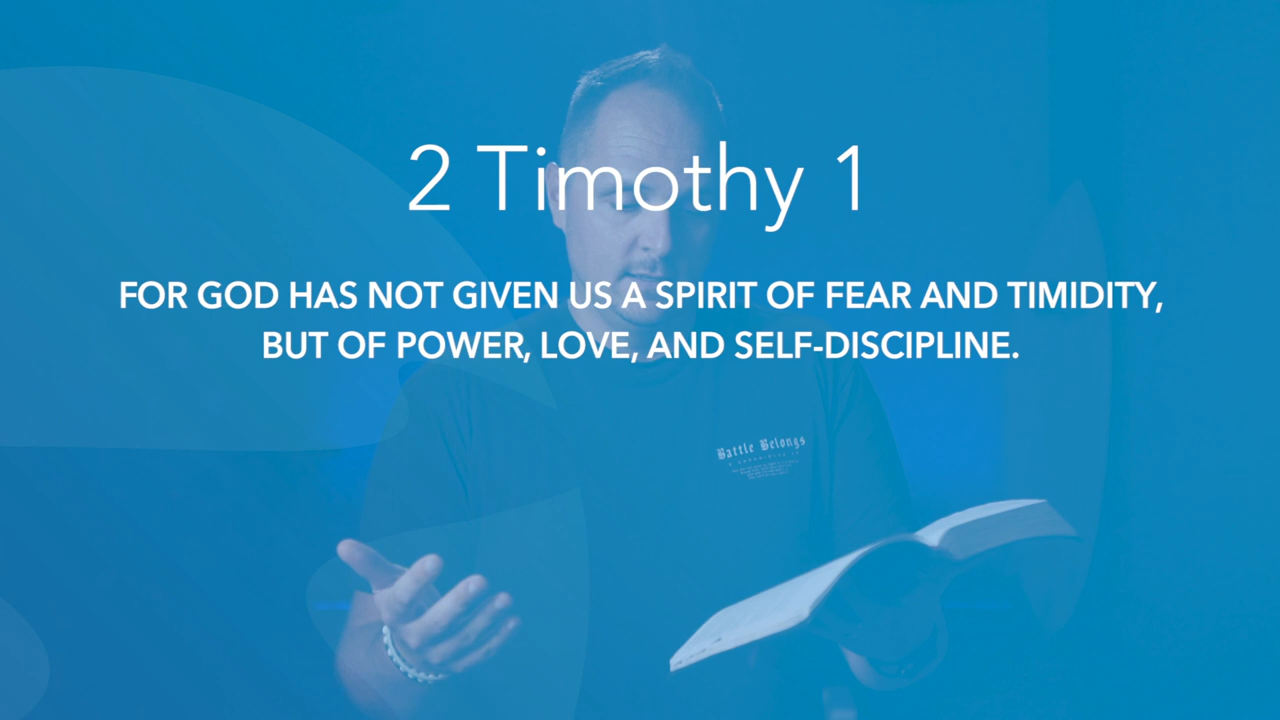 2 Timothy 1
FOR GOD HAS NOT GIVEN US A SPIRIT OF FEAR AND TIMIDITY,
BUT OF POWER, LOVE, AND SELF-DISCIPLINE.
Battle Belongs